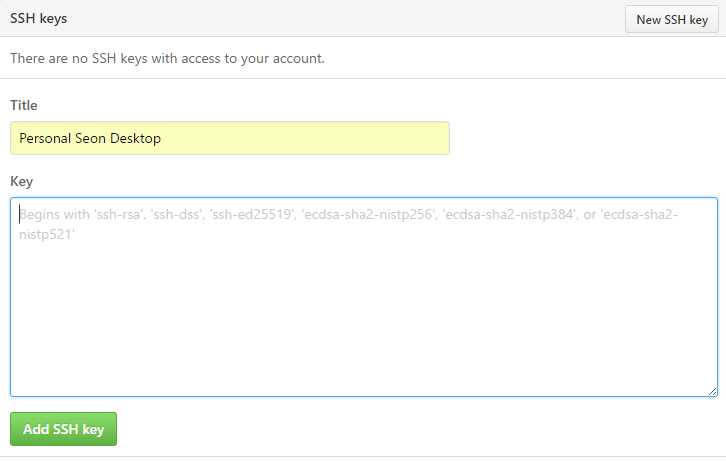 SSH keys
New SSH key
There are no SSH keys with access to your account.
Title
Personal Seon Desktop
Key
Begins with 'ssh-rsa', 'ssh-dss', 'ssh-ed25519', 'ecdsa-sha2-nistp256', 'ecdsa-sha2-nistp384', or 'ecdsa-sha2-
nistp521'
Add SSH key